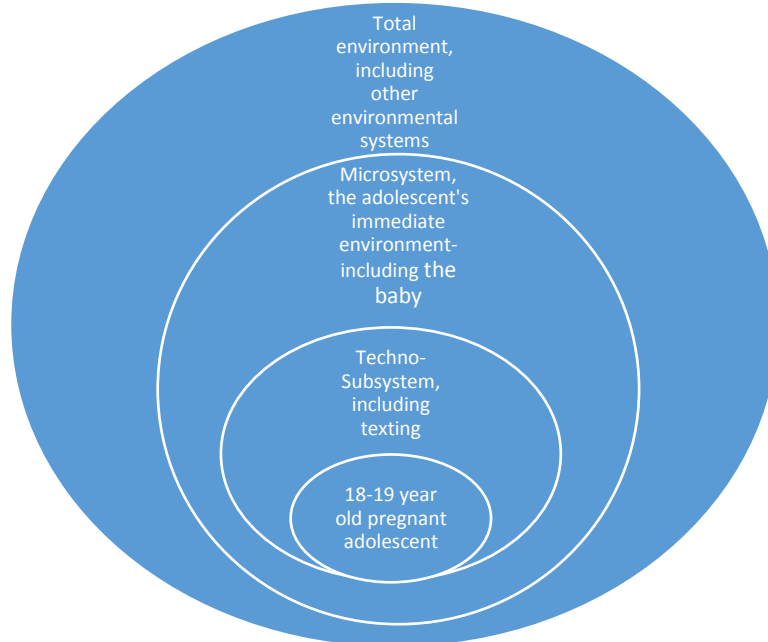 Total
environment,
including
other
environmental
systems
Microsystem,
the adolescent's
immediate
environment-
including the
baby
Techno-
Subsystem,
including
texting
18-19 year
old pregnant
adolescent